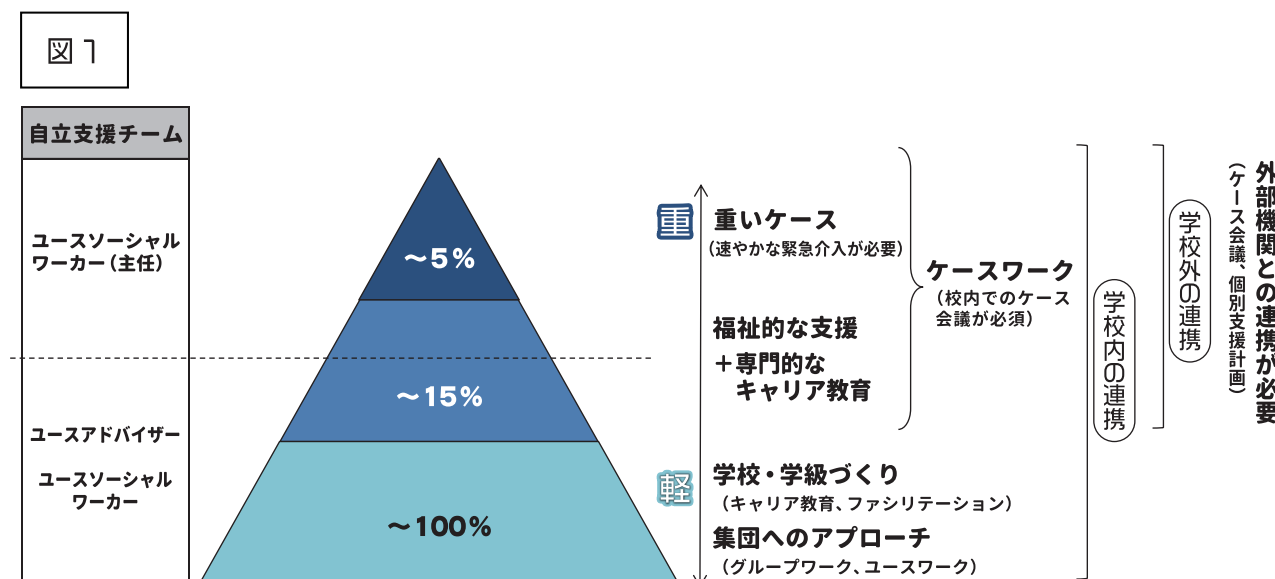 図1
自立支援チーム
ユースソーシャル
ワーカー(主任)
ユースアドバイザー
ユースソーシャル
ワーカー
～5%
～15%
～100%
重
重いケース
(速やかな緊急介入が必要)
福祉的な支援
＋専門的な
キャリア教育
軽
学校・学級づくり
(キャリア教育、ファシリテーション)
集団へのアプローチ
(グループワーク、ユースワーク)
ケースワーク
(校内でのケース
会議が必須)
学校内の連携
学校外の連携
外部機関との連携が必要
(ケース会議、個別支援計画)